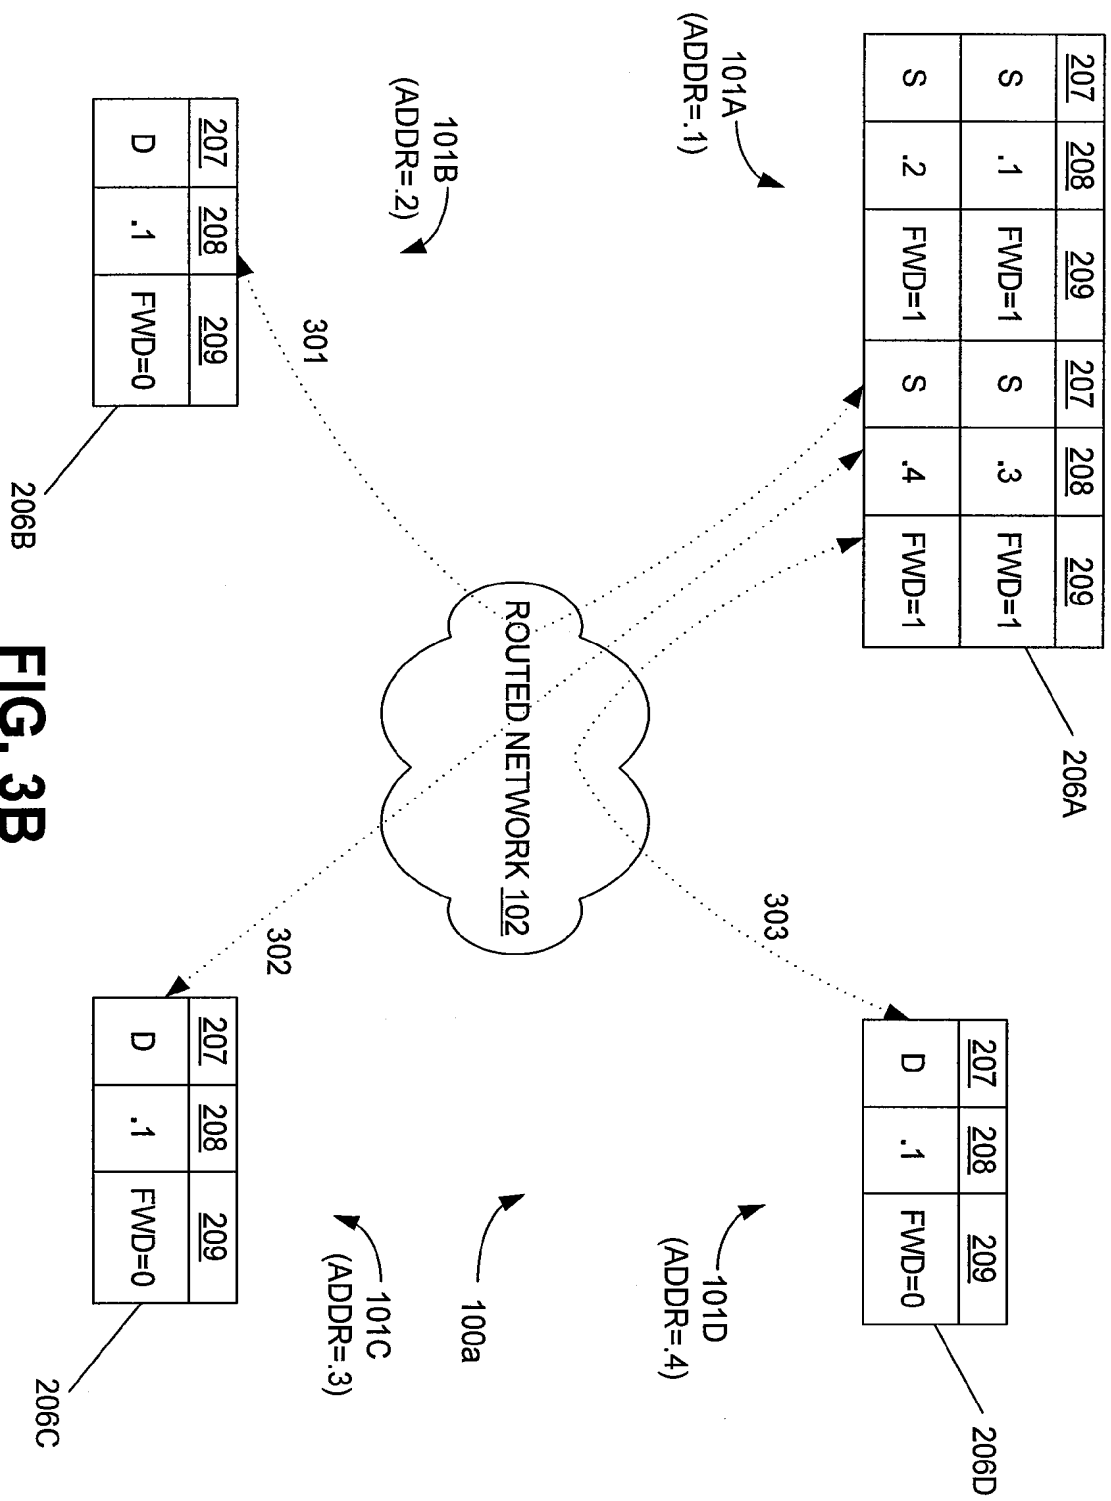 207 208 209 207 208 209
S .1 FWD=1 S .3 FWD=1
S .2 FWD=1 S .4 FWD=1
206A
207 208 209
D .1 FWD=0
206D
101A
(ADDR=.1)
303
101D
(ADDR=.4)
ROUTED NETWORK 102
100a
101B
(ADDR=.2)
101C
(ADDR=.3)
301
302
207 208 209
D .1 FWD=0
206B
207 208 209
D .1 FWD=0
206C
FIG. 3B